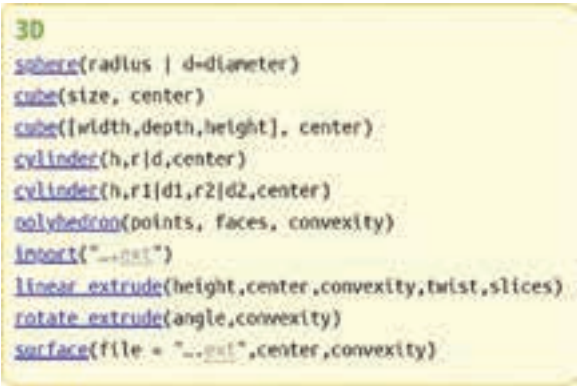 3D
sphere(radius | d=diameter)
cube(size, center)
cube([width,depth,height], center)
cylinder(h,r|d,center)
cylinder(h,r1|d1,r2|d2,center)
polyhedron(points, faces, convexity)
import("….ext")
linear_extrude(height,center,convexity,twist,slices)
rotate_extrude(angle,convexity)
surface(file = "….ext",center,convexity)